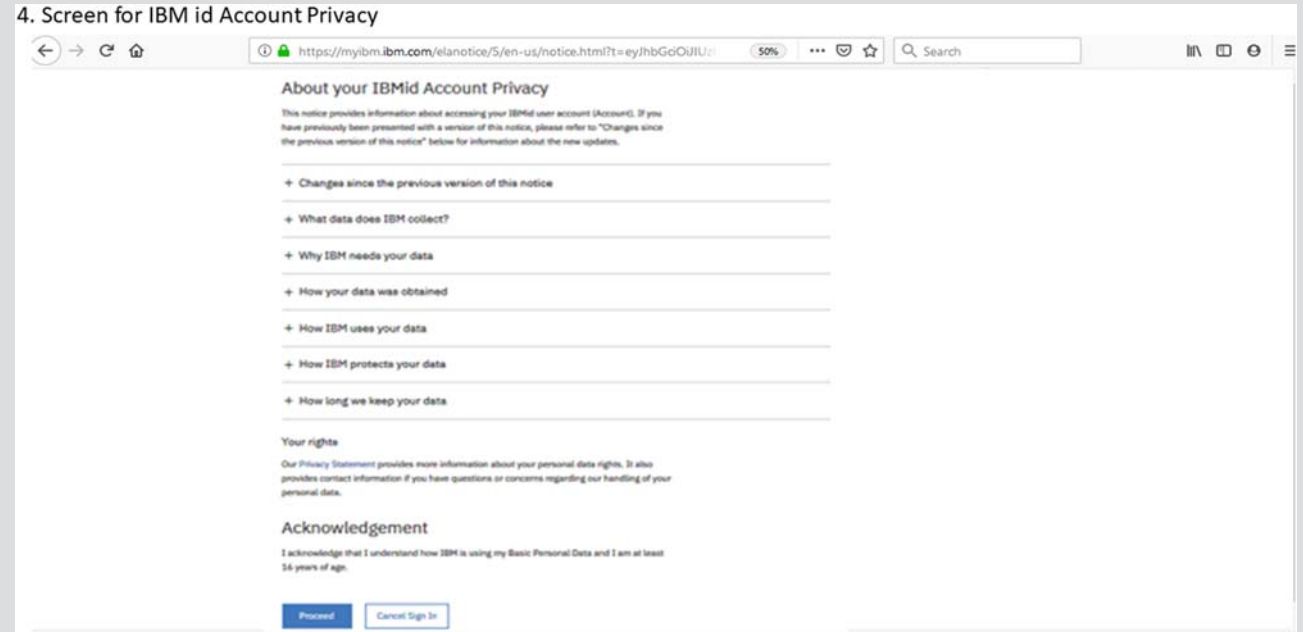 4. Screen for IBM id Account Privacy
https://myibm.ibm.com/elanotice/5/en-us/notice.html?t=eyJhbGciOiJIUz
50%
Search
About your IBMid Account Privacy
This notice provides information about accessing your IBMid user account (Account). If you
have previously been presented with a version of this notice, please refer to "Changes since
the previous version of this notice" below for information about the new updates.
+ Changes since the previous version of this notice
+ What data does IBM collect?
+ Why IBM needs your data
+ How your data was obtained
+ How IBM uses your data
+ How IBM protects your data
+ How long we keep your data
Your rights
Our Privacy Statement provides more information about your personal data rights. It also
provides contact information if you have questions or concerns regarding our handling of your
personal data.
Acknowledgement
I acknowledge that I understand how IBM is using my Basic Personal Data and I am at least
16 years of age.
Proceed
Cancel Sign In